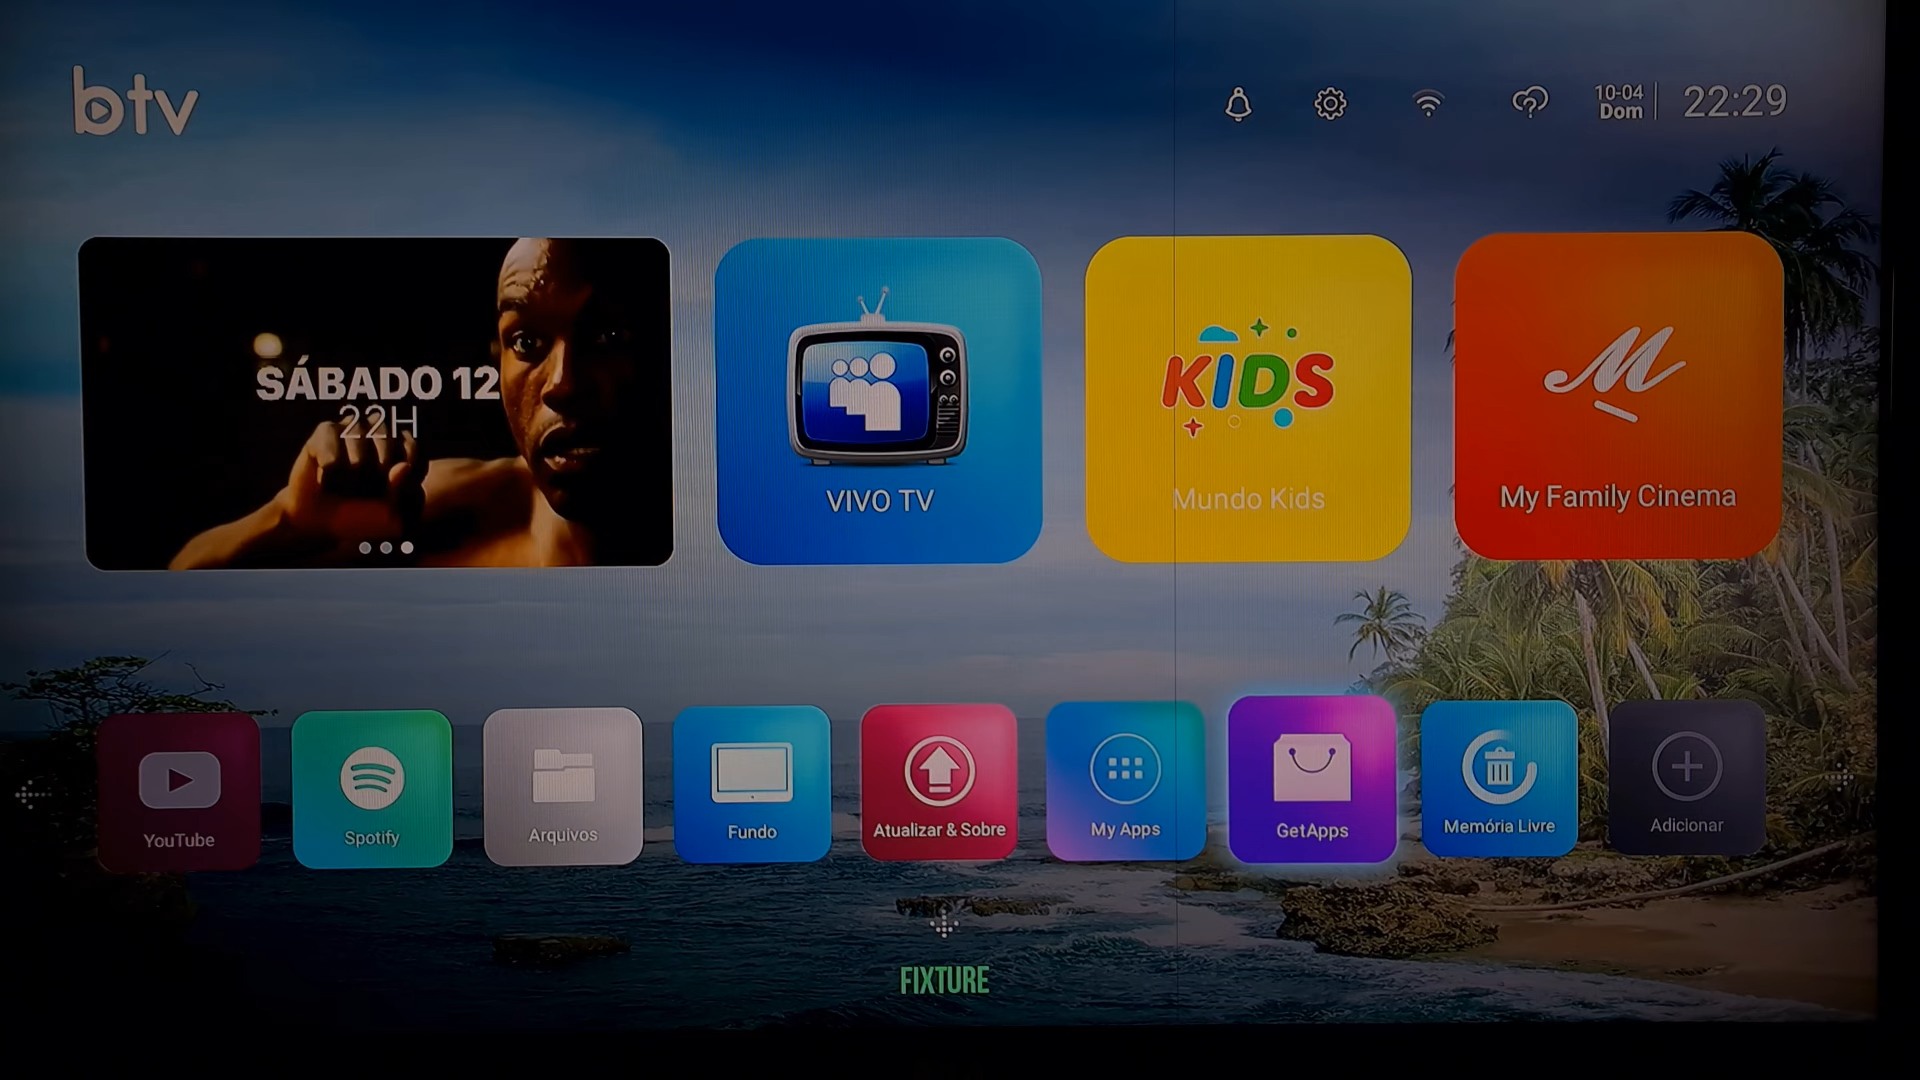 btv
10-04
Dom
22:29
SÁBADO 12
22H
VIVO TV
KIDS
Mundo Kids
My Family Cinema
YouTube
Spotify
Arquivos
Fundo
Atualizar & Sobre
My Apps
GetApps
Memória Livre
Adicionar
FIXTURE